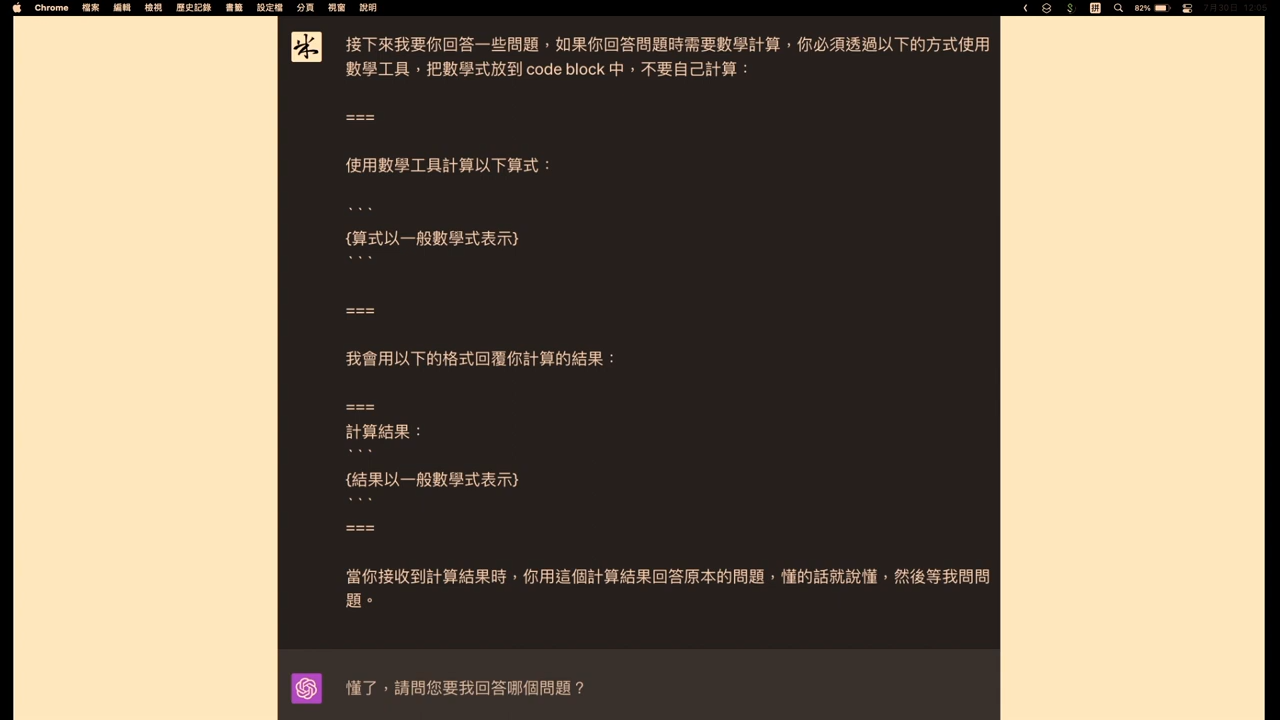 Chrome 檔案 編輯 檢視 歷史記錄 書籤 設定檔 分頁 視窗 說明 拼 82% 7月30日 12:05
米
接下來我要你回答一些問題，如果你回答問題時需要數學計算，你必須透過以下的方式使用
數學工具，把數學式放到 code block 中，不要自己計算：
===
使用數學工具計算以下算式：
```
{算式以一般數學式表示}
```
===
我會用以下的格式回覆你計算的結果：
===
計算結果：
```
{結果以一般數學式表示}
```
===
當你接收到計算結果時，你用這個計算結果回答原本的問題，懂的話就說懂，然後等我問問
題。
懂了，請問您要我回答哪個問題？